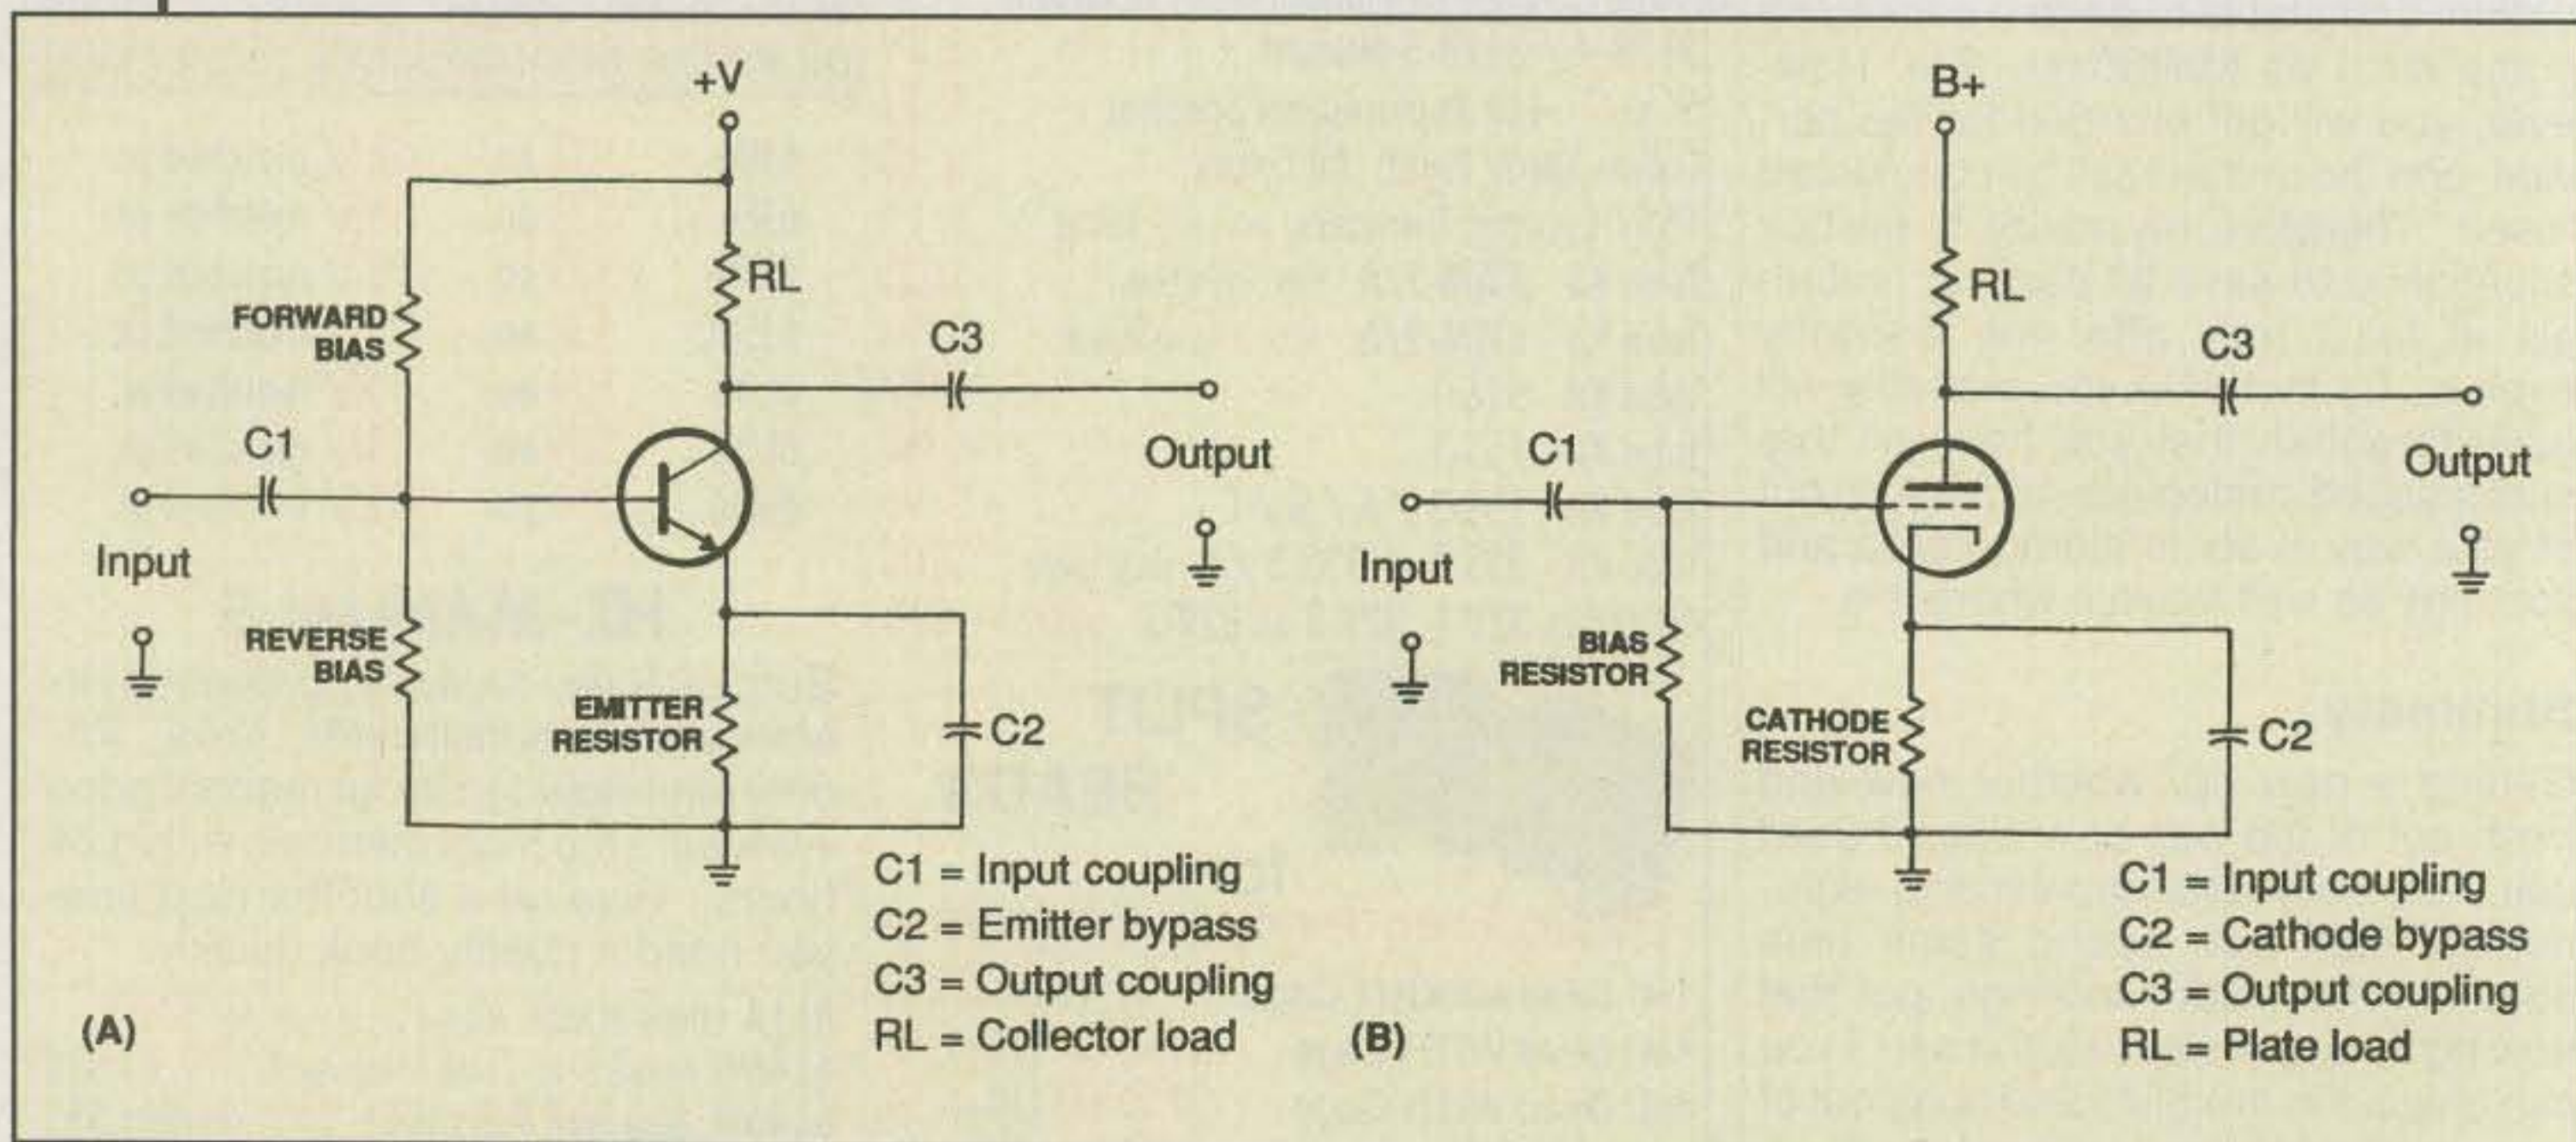 +V
RL
FORWARD
BIAS
C3
C1
Output
Input
REVERSE
BIAS
EMITTER
RESISTOR
C2
C1 = Input coupling
C2 = Emitter bypass
C3 = Output coupling
RL = Collector load
(A)
B+
RL
C3
C1
Output
Input
BIAS
RESISTOR
CATHODE
RESISTOR
C2
C1 = Input coupling
C2 = Cathode bypass
C3 = Output coupling
RL = Plate load
(B)